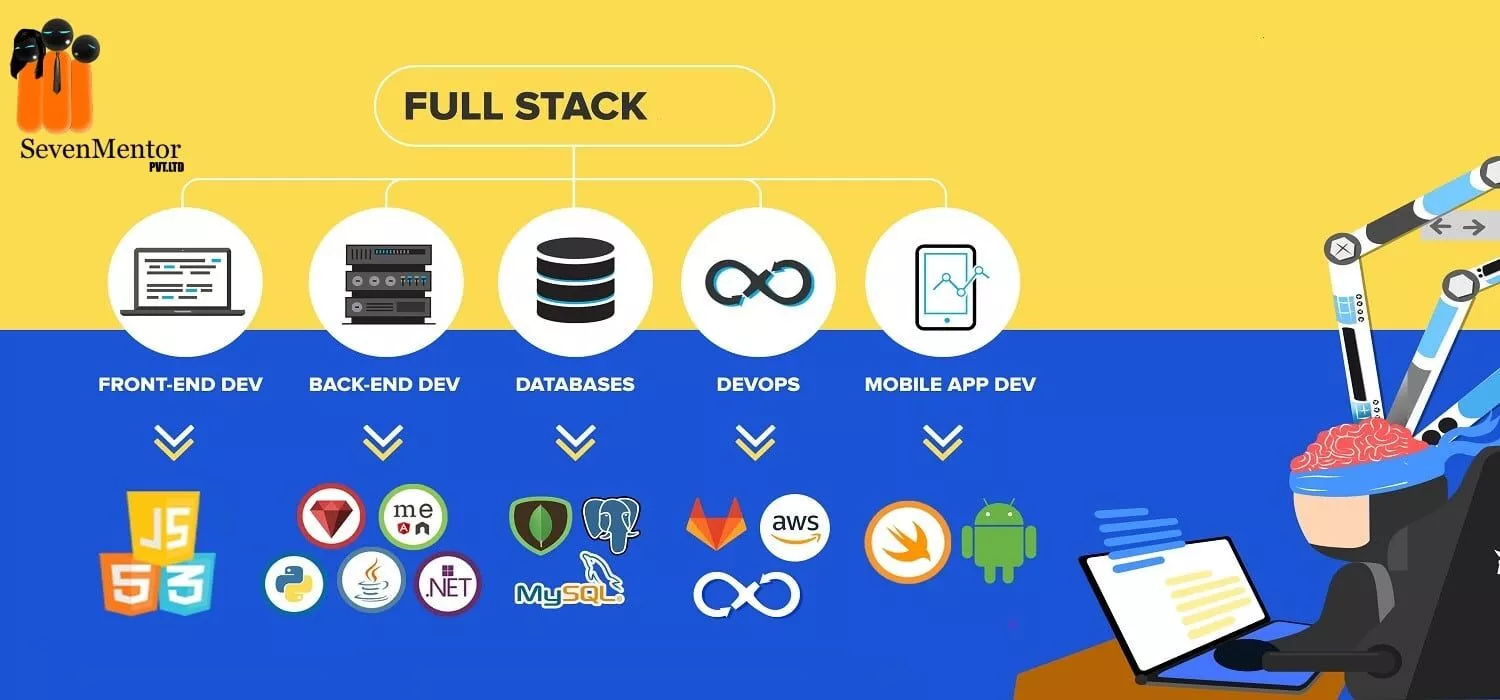 SevenMentor
PVT.LTD
FULL STACK
FRONT-END DEV
BACK-END DEV
DATABASES
DEVOPS
MOBILE APP DEV
JS
5
3
me
A
.NET
MySQL
aws